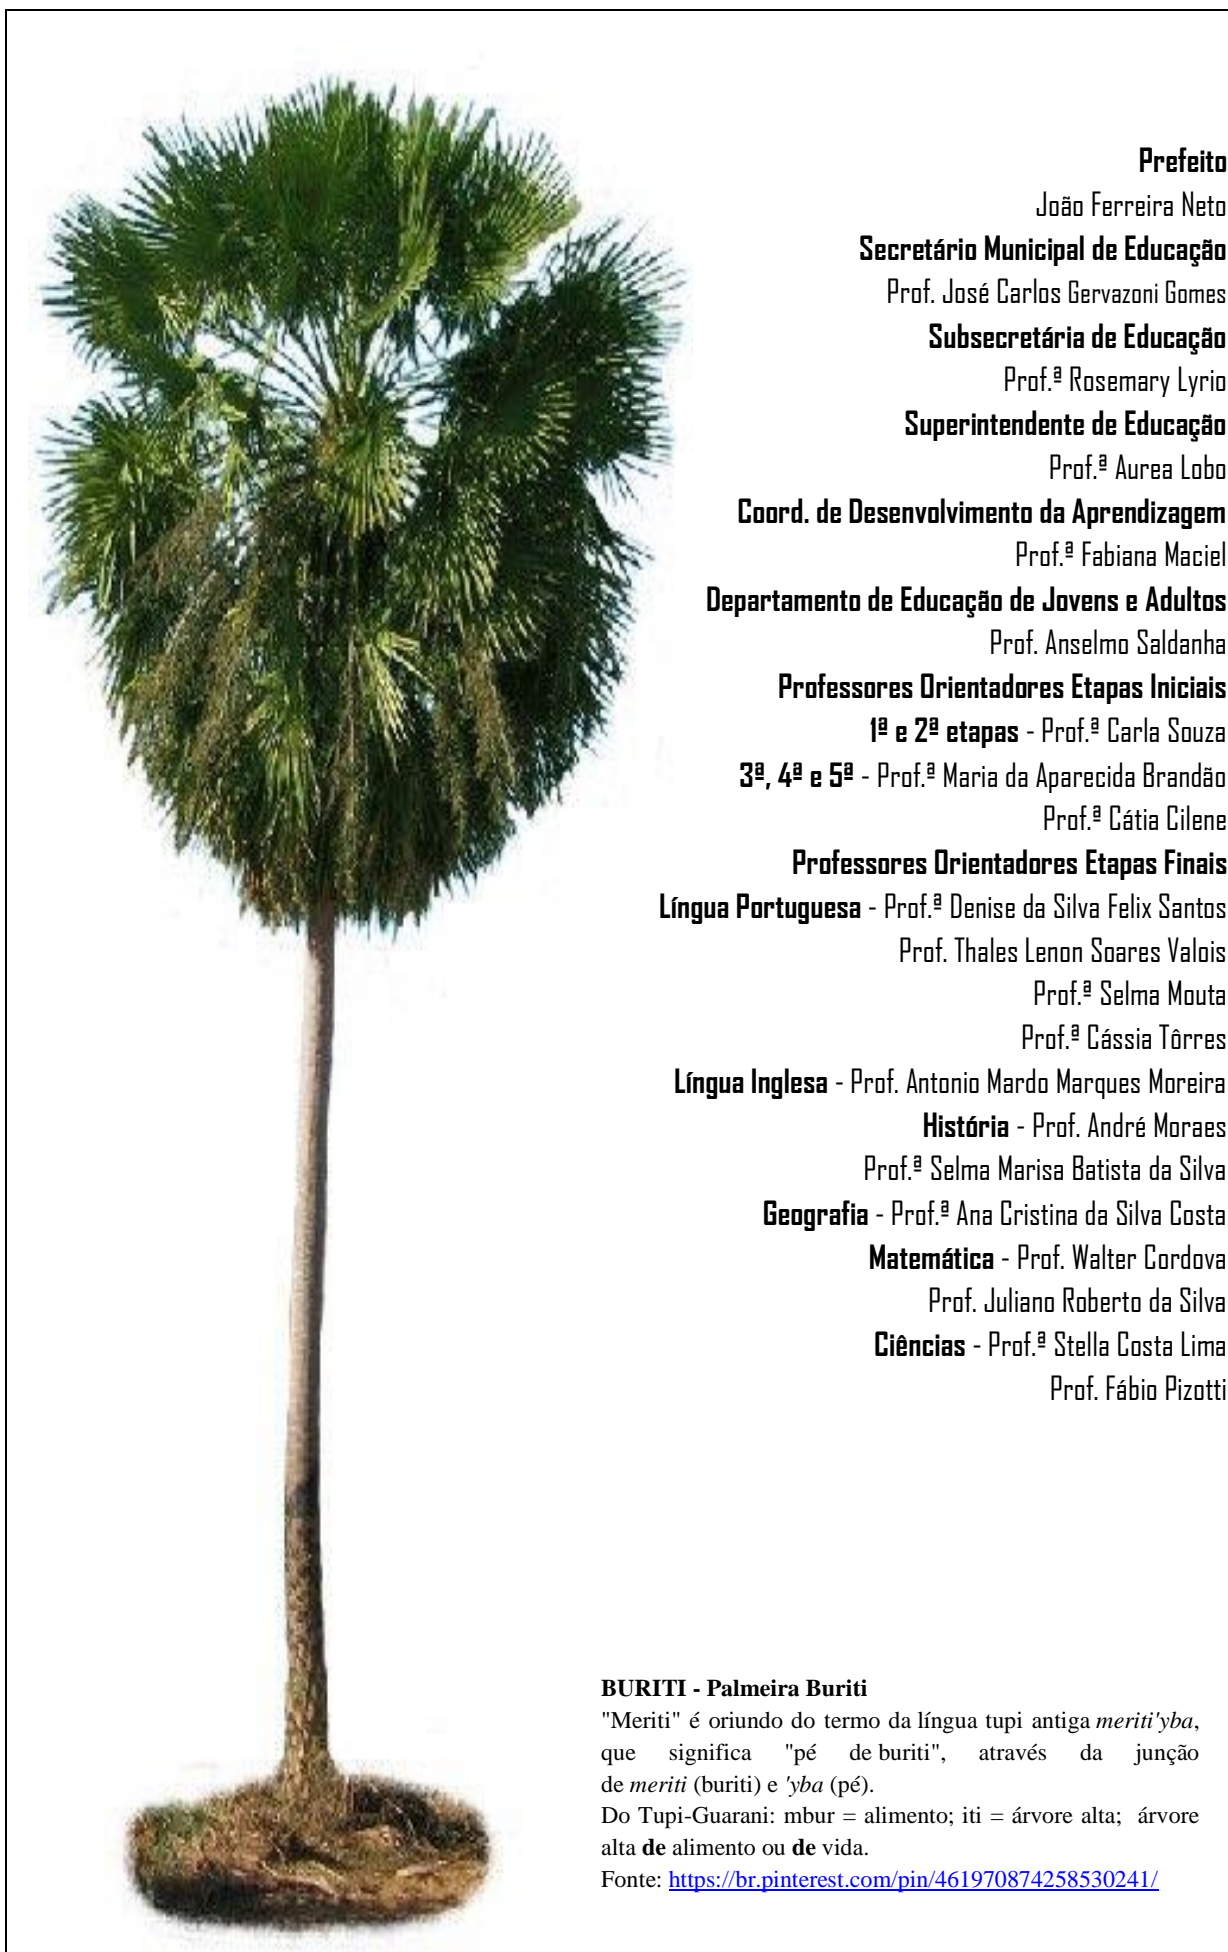 Prefeito
João Ferreira Neto
Secretário Municipal de Educação
Prof. José Carlos Gervazoni Gomes
Subsecretária de Educação
Prof.ª Rosemary Lyrio
Superintendente de Educação
Prof.ª Aurea Lobo
Coord. de Desenvolvimento da Aprendizagem
Prof.ª Fabiana Maciel
Departamento de Educação de Jovens e Adultos
Prof. Anselmo Saldanha
Professores Orientadores Etapas Iniciais
1ª e 2ª etapas - Prof.ª Carla Souza
3ª, 4ª e 5ª - Prof.ª Maria da Aparecida Brandão
Prof.ª Cátia Cilene
Professores Orientadores Etapas Finais
Língua Portuguesa - Prof.ª Denise da Silva Felix Santos
Prof. Thales Lenon Soares Valois
Prof.ª Selma Mouta
Prof.ª Cássia Tôrres
Língua Inglesa - Prof. Antonio Mardo Marques Moreira
História - Prof. André Moraes
Prof.ª Selma Marisa Batista da Silva
Geografia - Prof.ª Ana Cristina da Silva Costa
Matemática - Prof. Walter Cordova
Prof. Juliano Roberto da Silva
Ciências - Prof.ª Stella Costa Lima
Prof. Fábio Pizotti
BURITI - Palmeira Buriti
"Meriti" é oriundo do termo da língua tupi antiga meriti'yba,
que significa "pé de buriti", através da junção
de meriti (buriti) e 'yba (pé).
Do Tupi-Guarani: mbur = alimento; iti = árvore alta; árvore
alta de alimento ou de vida.
Fonte: https://br.pinterest.com/pin/461970874258530241/